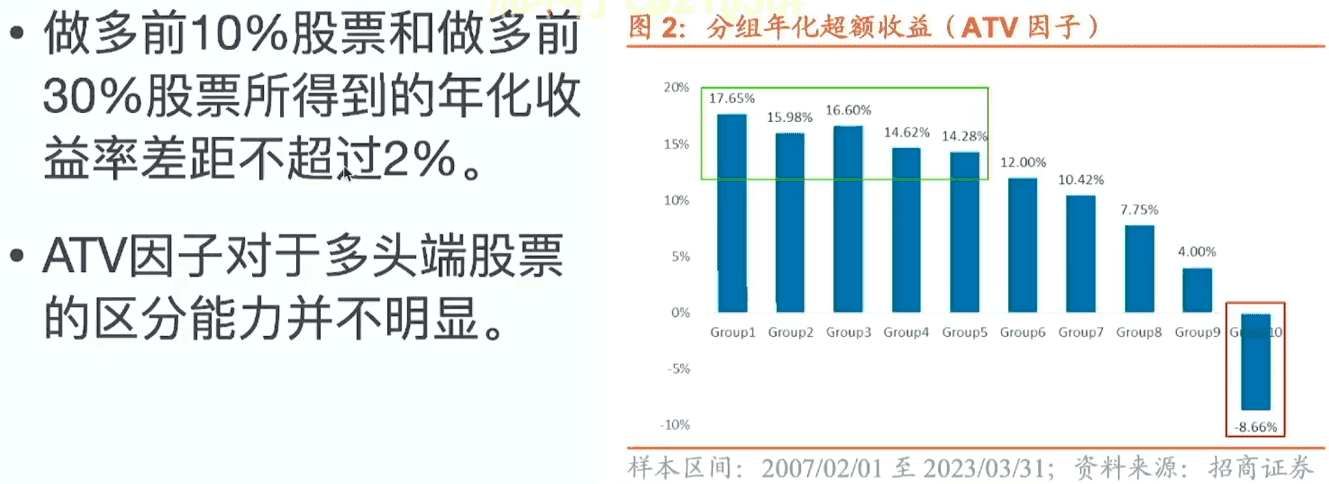 • 做多前10%股票和做多前
30%股票所得到的年化收
益率差距不超过2%。
• ATV因子对于多头端股票
的区分能力并不明显。
图 2：分组年化超额收益（ATV 因子）
20%
15%
10%
5%
0%
-5%
-10%
17.65%
15.98%
16.60%
14.62%
14.28%
12.00%
10.42%
7.75%
4.00%
-8.66%
Group1 Group2 Group3 Group4 Group5 Group6 Group7 Group8 Group9 Group10
样本区间：2007/02/01 至 2023/03/31；资料来源：招商证券